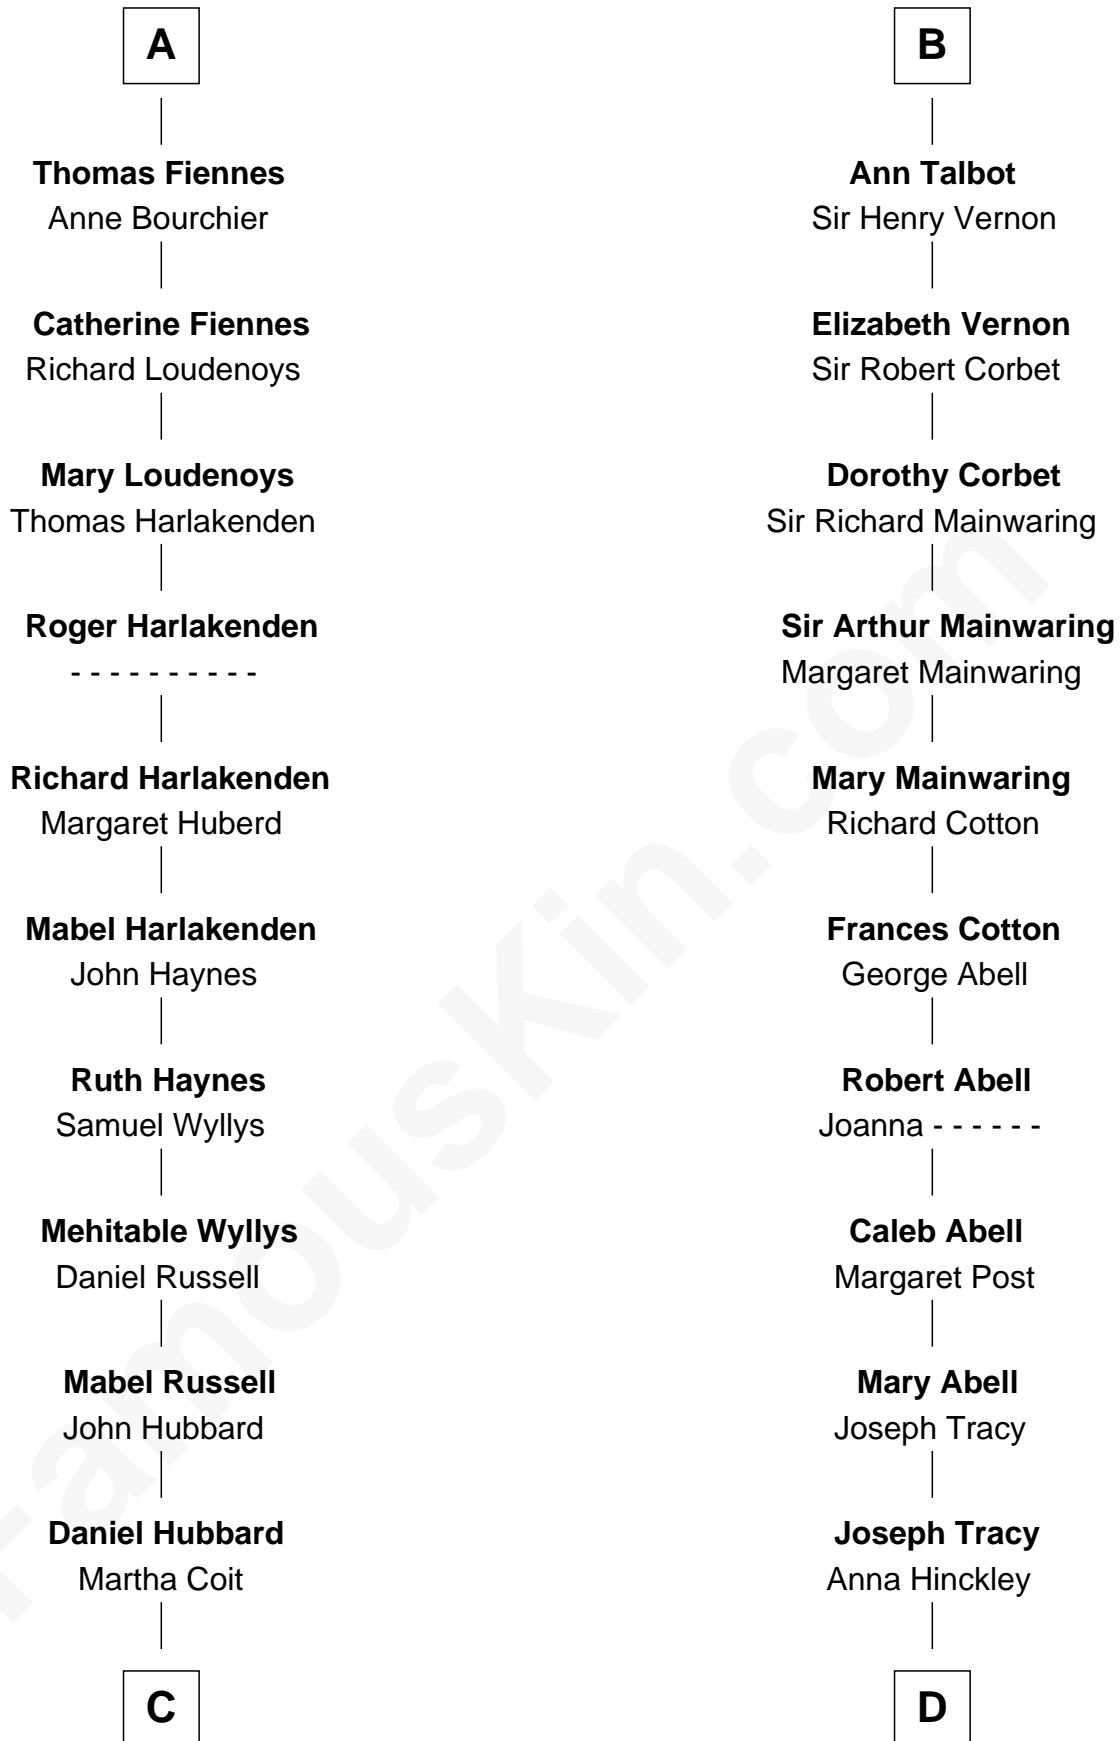 A
Thomas Fiennes
Anne Bourchier
Catherine Fiennes
Richard Loudenoys
Mary Loudenoys
Thomas Harlakenden
Roger Harlakenden
- - - - - - - - - -
Richard Harlakenden
Margaret Huberd
Mabel Harlakenden
John Haynes
Ruth Haynes
Samuel Wyllys
Mehitable Wyllys
Daniel Russell
Mabel Russell
John Hubbard
Daniel Hubbard
Martha Coit
C
B
Ann Talbot
Sir Henry Vernon
Elizabeth Vernon
Sir Robert Corbet
Dorothy Corbet
Sir Richard Mainwaring
Sir Arthur Mainwaring
Margaret Mainwaring
Mary Mainwaring
Richard Cotton
Frances Cotton
George Abell
Robert Abell
Joanna - - - - - -
Caleb Abell
Margaret Post
Mary Abell
Joseph Tracy
Joseph Tracy
Anna Hinckley
D
FamousKin.com